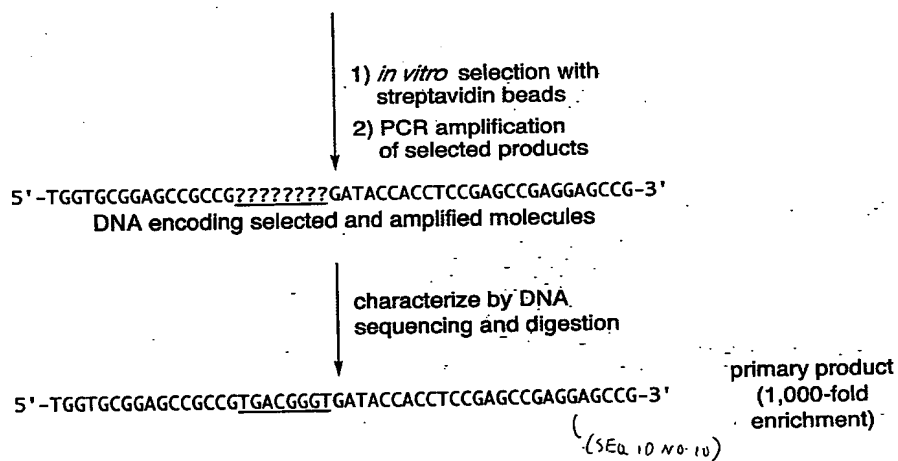 1) in vitro selection with
streptavidin beads
2) PCR amplification
of selected products
5'-TGGTGCGGAGCCGCCG????????GATACCACCTCCGAGCCGAGGAGCCG-3'
DNA encoding selected and amplified molecules
characterize by DNA
sequencing and digestion
5'-TGGTGCGGAGCCGCCGTGACGGGTGATACCACCTCCGAGCCGAGGAGCCG-3'
primary product
(1,000-fold
enrichment)
(SEQ ID NO. 10)